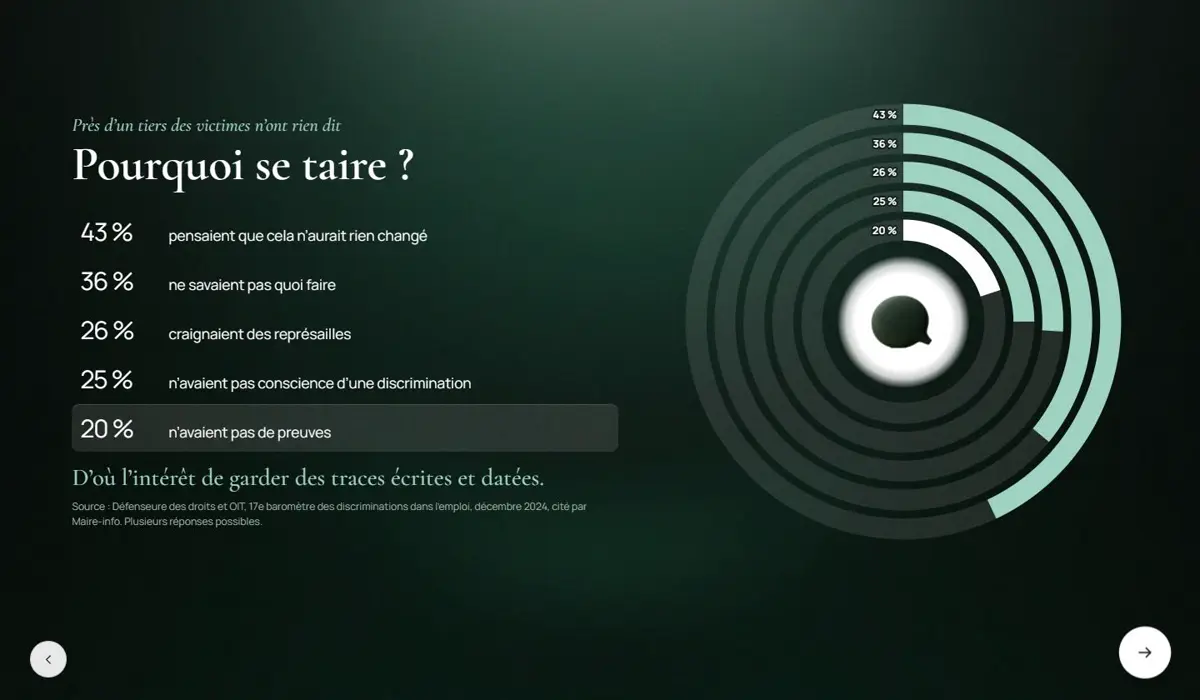 Près d’un tiers des victimes n’ont rien dit
Pourquoi se taire ?
43 % pensaient que cela n’aurait rien changé
36 % ne savaient pas quoi faire
26 % craignaient des représailles
25 % n’avaient pas conscience d’une discrimination
20 % n’avaient pas de preuves
D’où l’intérêt de garder des traces écrites et datées.
Source : Défenseure des droits et OIT, 17e baromètre des discriminations dans l’emploi, décembre 2024, cité par
Maire-info. Plusieurs réponses possibles.
43 %
36 %
26 %
25 %
20 %